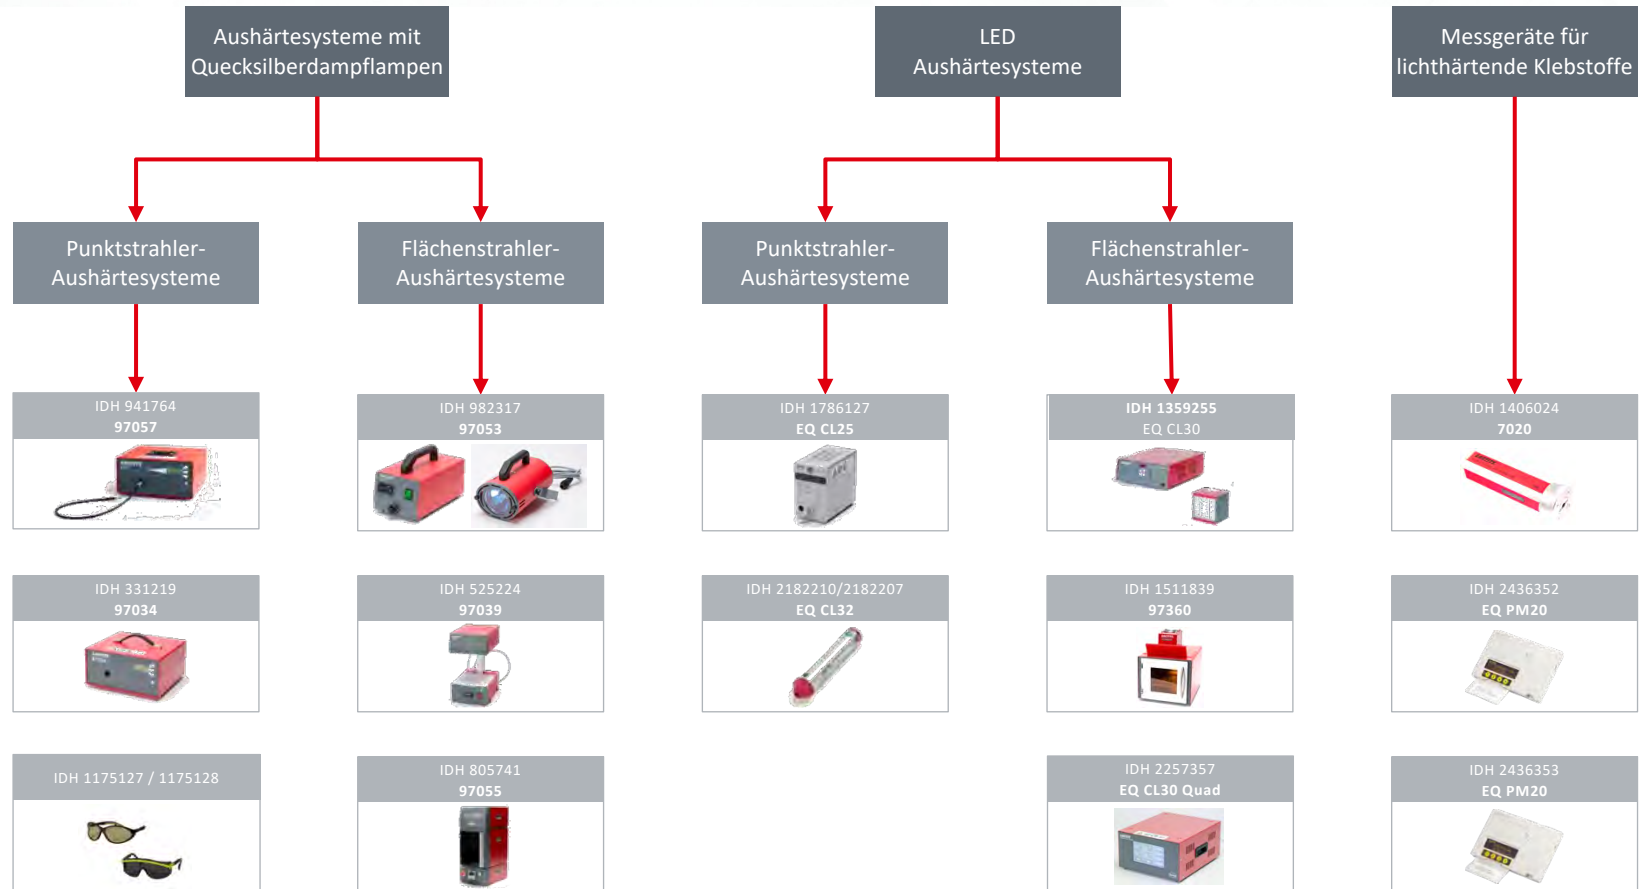 Aushärtesysteme mit
Quecksilberdampflampen
LED
Aushärtesysteme
Messgeräte für
lichthärtende Klebstoffe
Punktstrahler-
Aushärtesysteme
Flächenstrahler-
Aushärtesysteme
Punktstrahler-
Aushärtesysteme
Flächenstrahler-
Aushärtesysteme
IDH 941764
97057
IDH 982317
97053
IDH 1786127
EQ CL25
IDH 1359255
EQ CL30
IDH 1406024
7020
IDH 331219
97034
IDH 525224
97039
IDH 2182210/2182207
EQ CL32
IDH 1511839
97360
IDH 2436352
EQ PM20
IDH 1175127 / 1175128
IDH 805741
97055
IDH 2257357
EQ CL30 Quad
IDH 2436353
EQ PM20